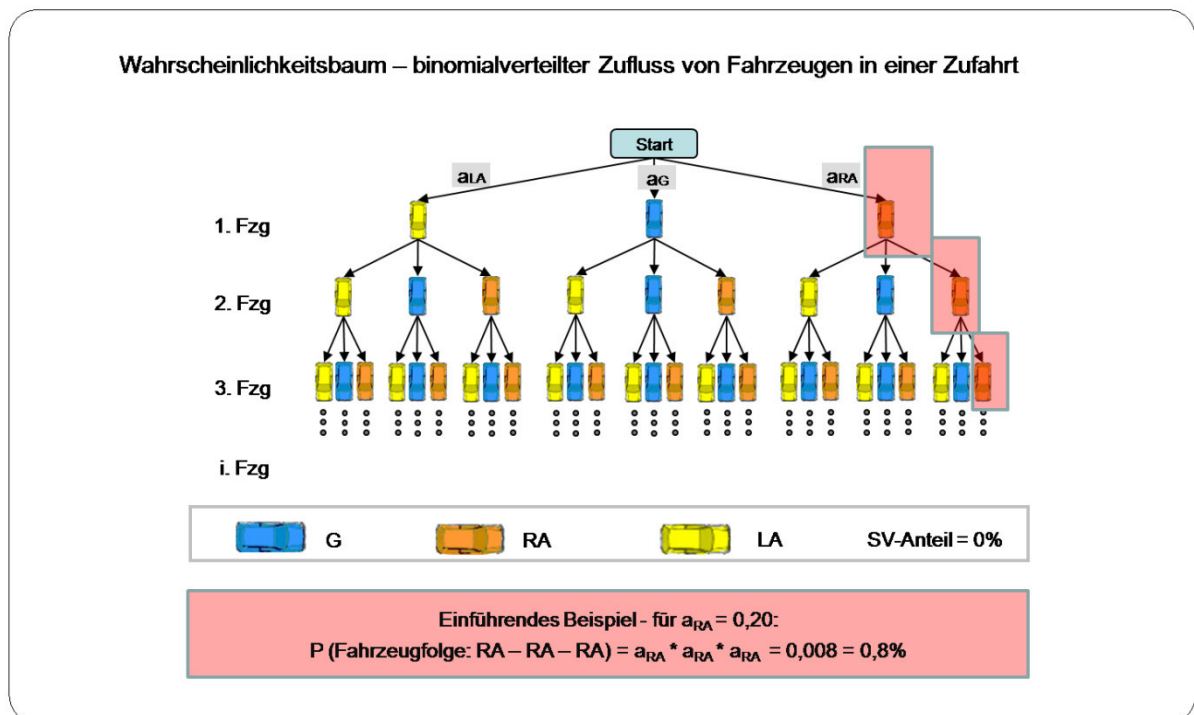 Wahrscheinlichkeitsbaum – binomialverteilter Zufluss von Fahrzeugen in einer Zufahrt
Start
aLA
aG
aRA
1. Fzg
2. Fzg
3. Fzg
i. Fzg
G RA LA SV-Anteil = 0%
Einführendes Beispiel - für aRA = 0,20:
P (Fahrzeugfolge: RA – RA – RA) = aRA * aRA * aRA = 0,008 = 0,8%